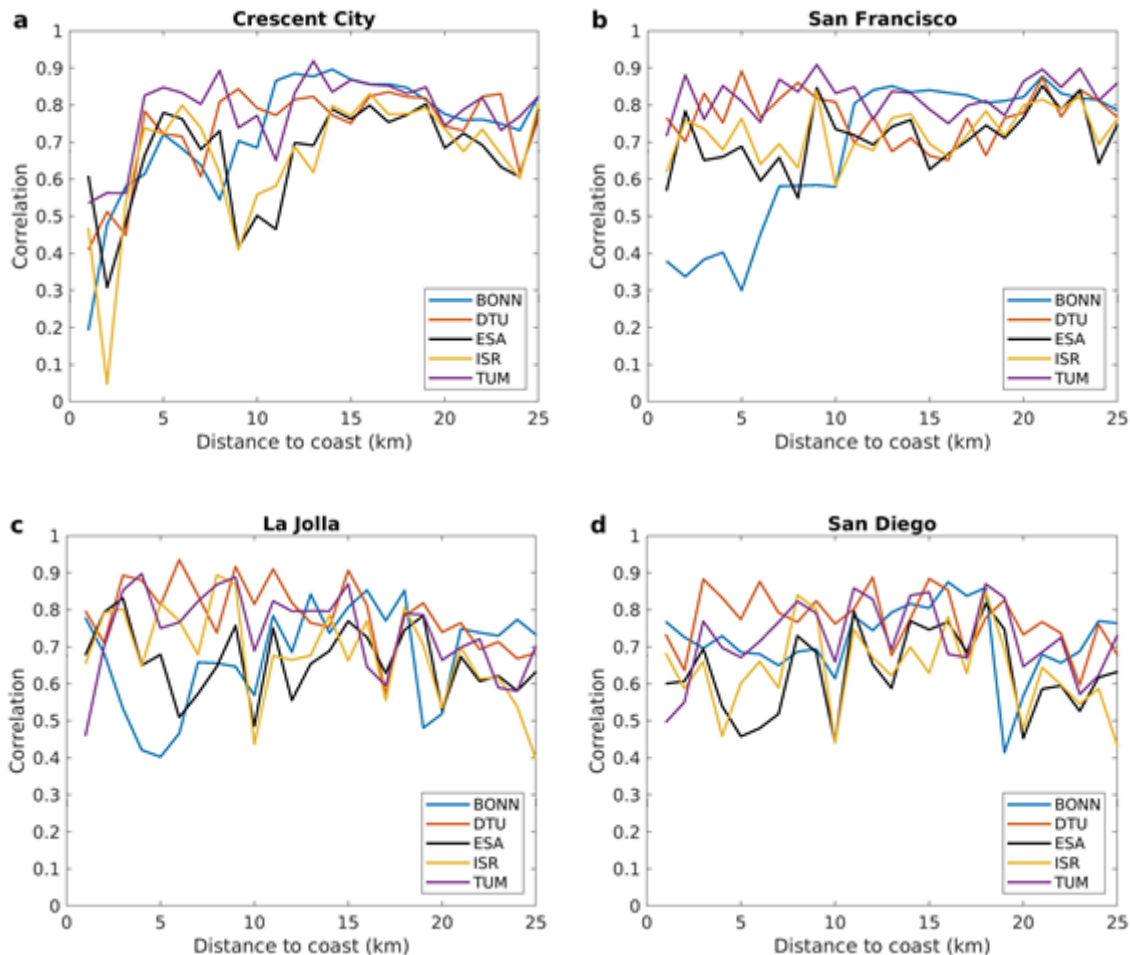 a Crescent City
1
0.9
0.8
0.7
0.6
0.5
0.4
0.3
0.2
0.1
0
Correlation
BONN
DTU
ESA
ISR
TUM
0 5 10 15 20 25
Distance to coast (km)
b San Francisco
1
0.9
0.8
0.7
0.6
0.5
0.4
0.3
0.2
0.1
0
Correlation
BONN
DTU
ESA
ISR
TUM
0 5 10 15 20 25
Distance to coast (km)
c La Jolla
1
0.9
0.8
0.7
0.6
0.5
0.4
0.3
0.2
0.1
0
Correlation
BONN
DTU
ESA
ISR
TUM
0 5 10 15 20 25
Distance to coast (km)
d San Diego
1
0.9
0.8
0.7
0.6
0.5
0.4
0.3
0.2
0.1
0
Correlation
BONN
DTU
ESA
ISR
TUM
0 5 10 15 20 25
Distance to coast (km)